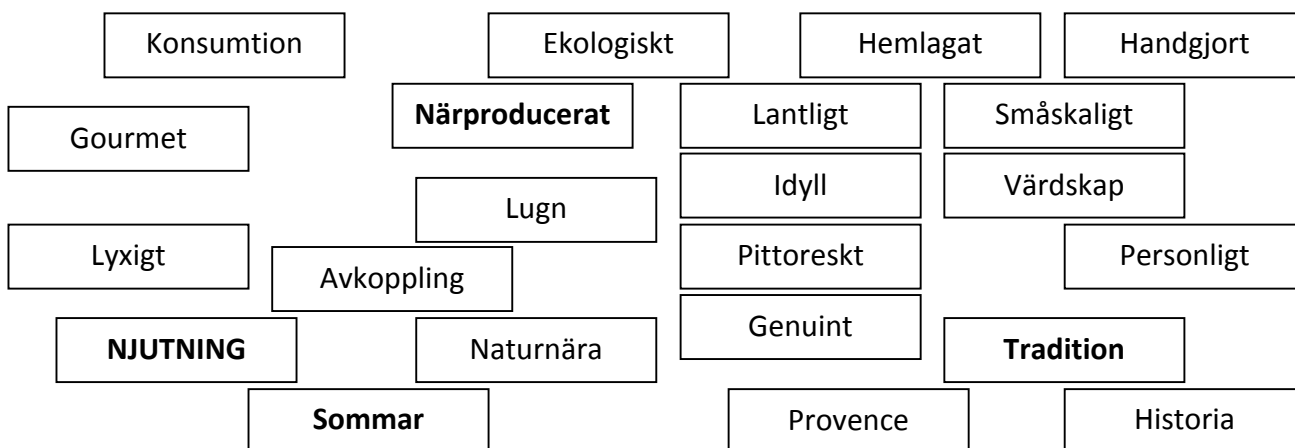 Konsumtion
Ekologiskt
Hemlagat
Handgjort
Närproducerat
Lantligt
Småskaligt
Gourmet
Idyll
Värdskap
Lugn
Lyxigt
Pittoreskt
Personligt
Avkoppling
Genuint
NJUTNING
Naturnära
Tradition
Sommar
Provence
Historia